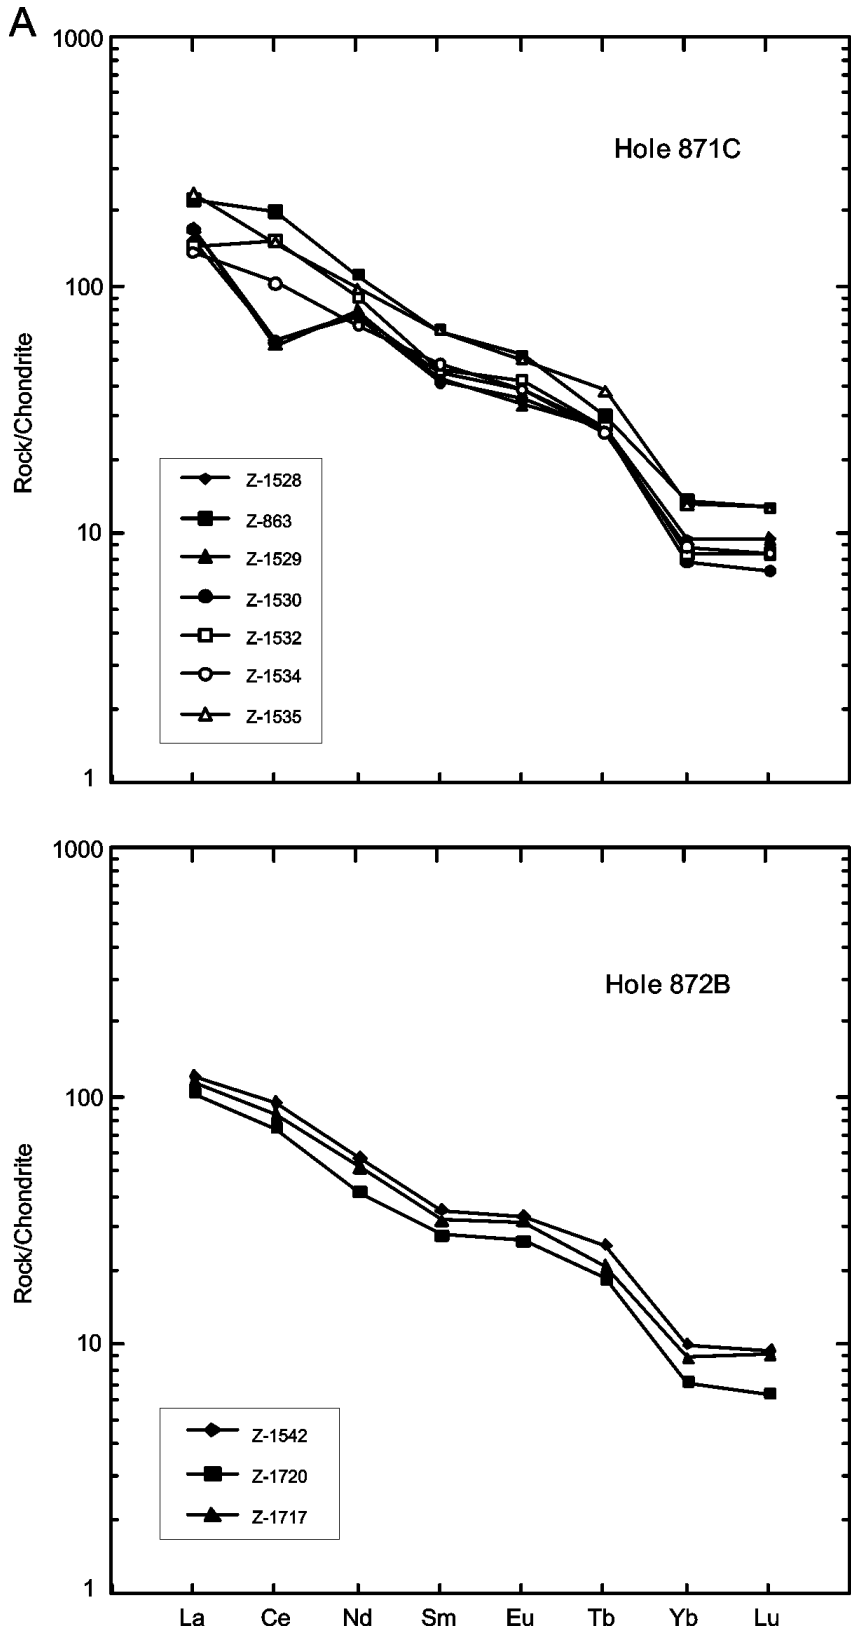 A
1000
Hole 871C
100
Rock/Chondrite
Z-1528
Z-863
10
Z-1529
Z-1530
Z-1532
Z-1534
Z-1535
1
1000
Hole 872B
100
Rock/Chondrite
10
Z-1542
Z-1720
Z-1717
1
La Ce Nd Sm Eu Tb Yb Lu